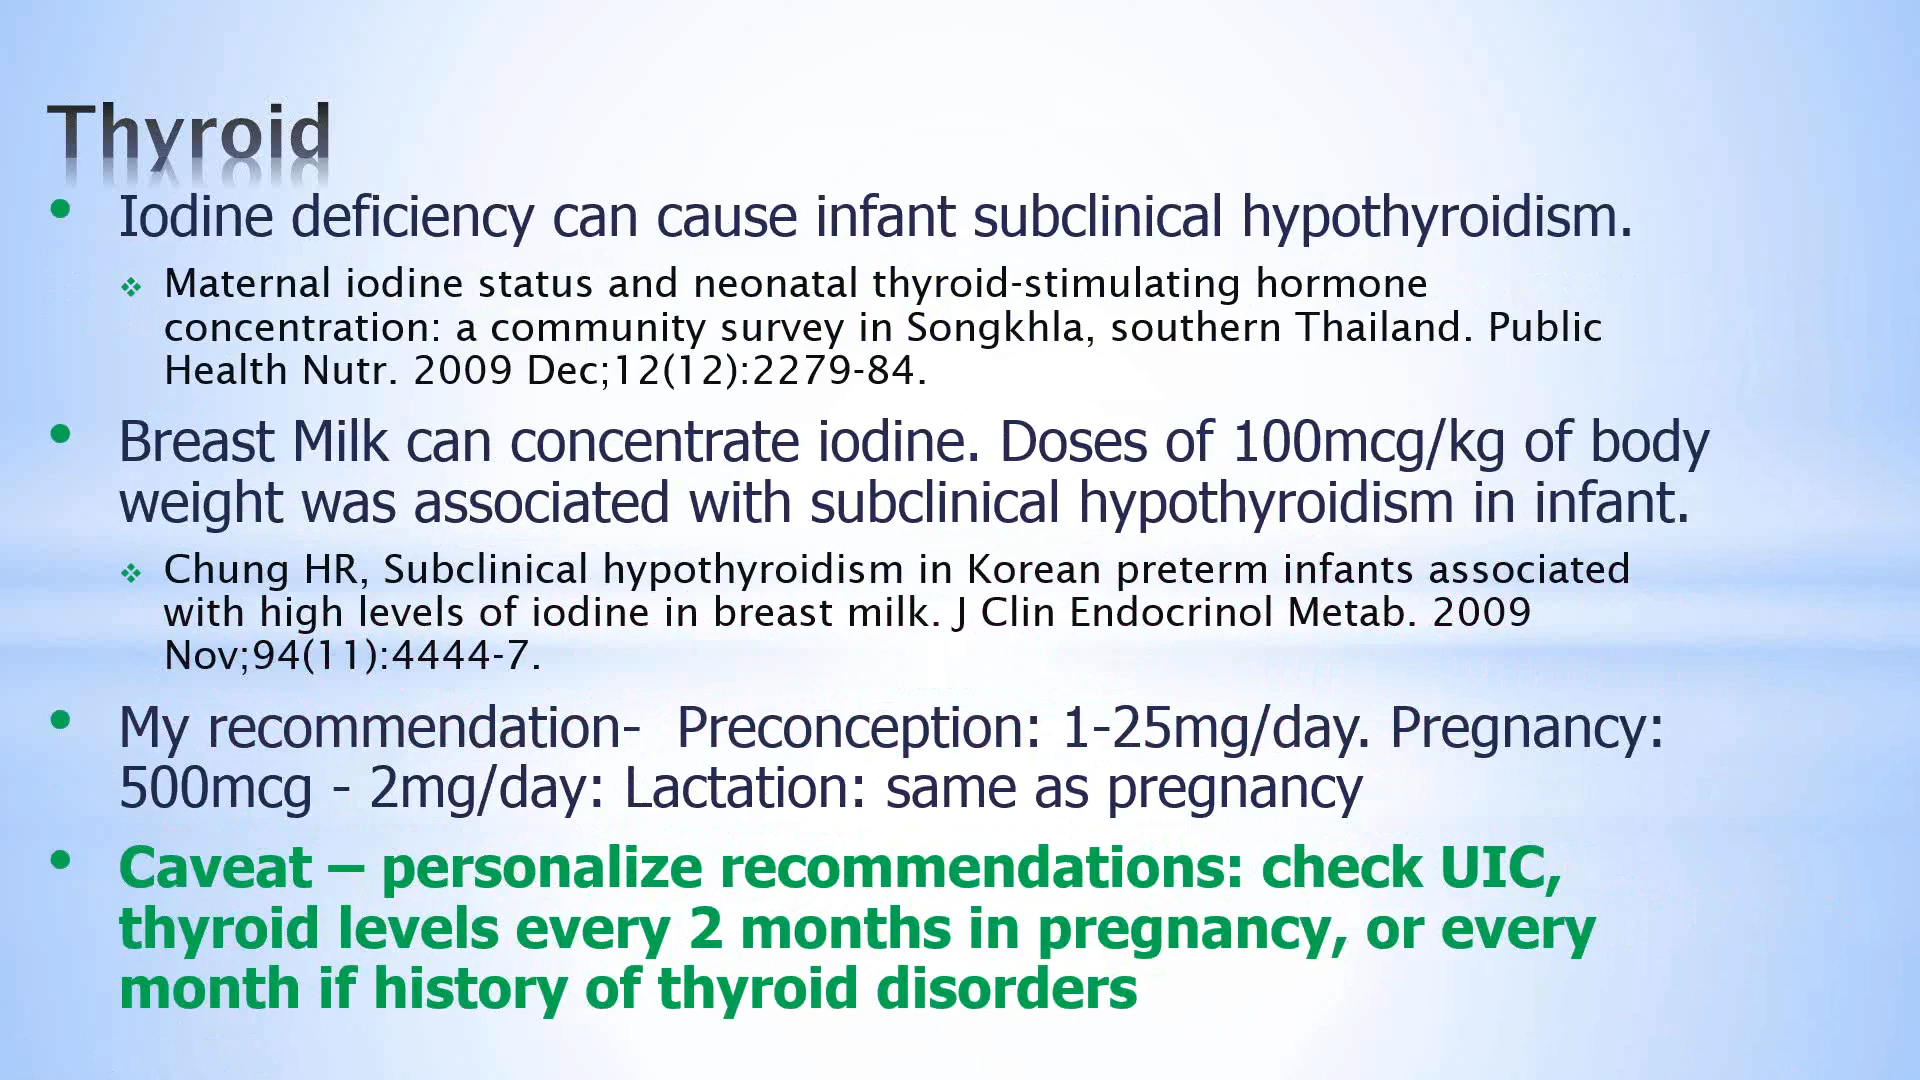 Thyroid
• Iodine deficiency can cause infant subclinical hypothyroidism.
❖ Maternal iodine status and neonatal thyroid-stimulating hormone
concentration: a community survey in Songkhla, southern Thailand. Public
Health Nutr. 2009 Dec;12(12):2279-84.
• Breast Milk can concentrate iodine. Doses of 100mcg/kg of body
weight was associated with subclinical hypothyroidism in infant.
❖ Chung HR, Subclinical hypothyroidism in Korean preterm infants associated
with high levels of iodine in breast milk. J Clin Endocrinol Metab. 2009
Nov;94(11):4444-7.
• My recommendation- Preconception: 1-25mg/day. Pregnancy:
500mcg - 2mg/day: Lactation: same as pregnancy
• Caveat – personalize recommendations: check UIC,
thyroid levels every 2 months in pregnancy, or every
month if history of thyroid disorders